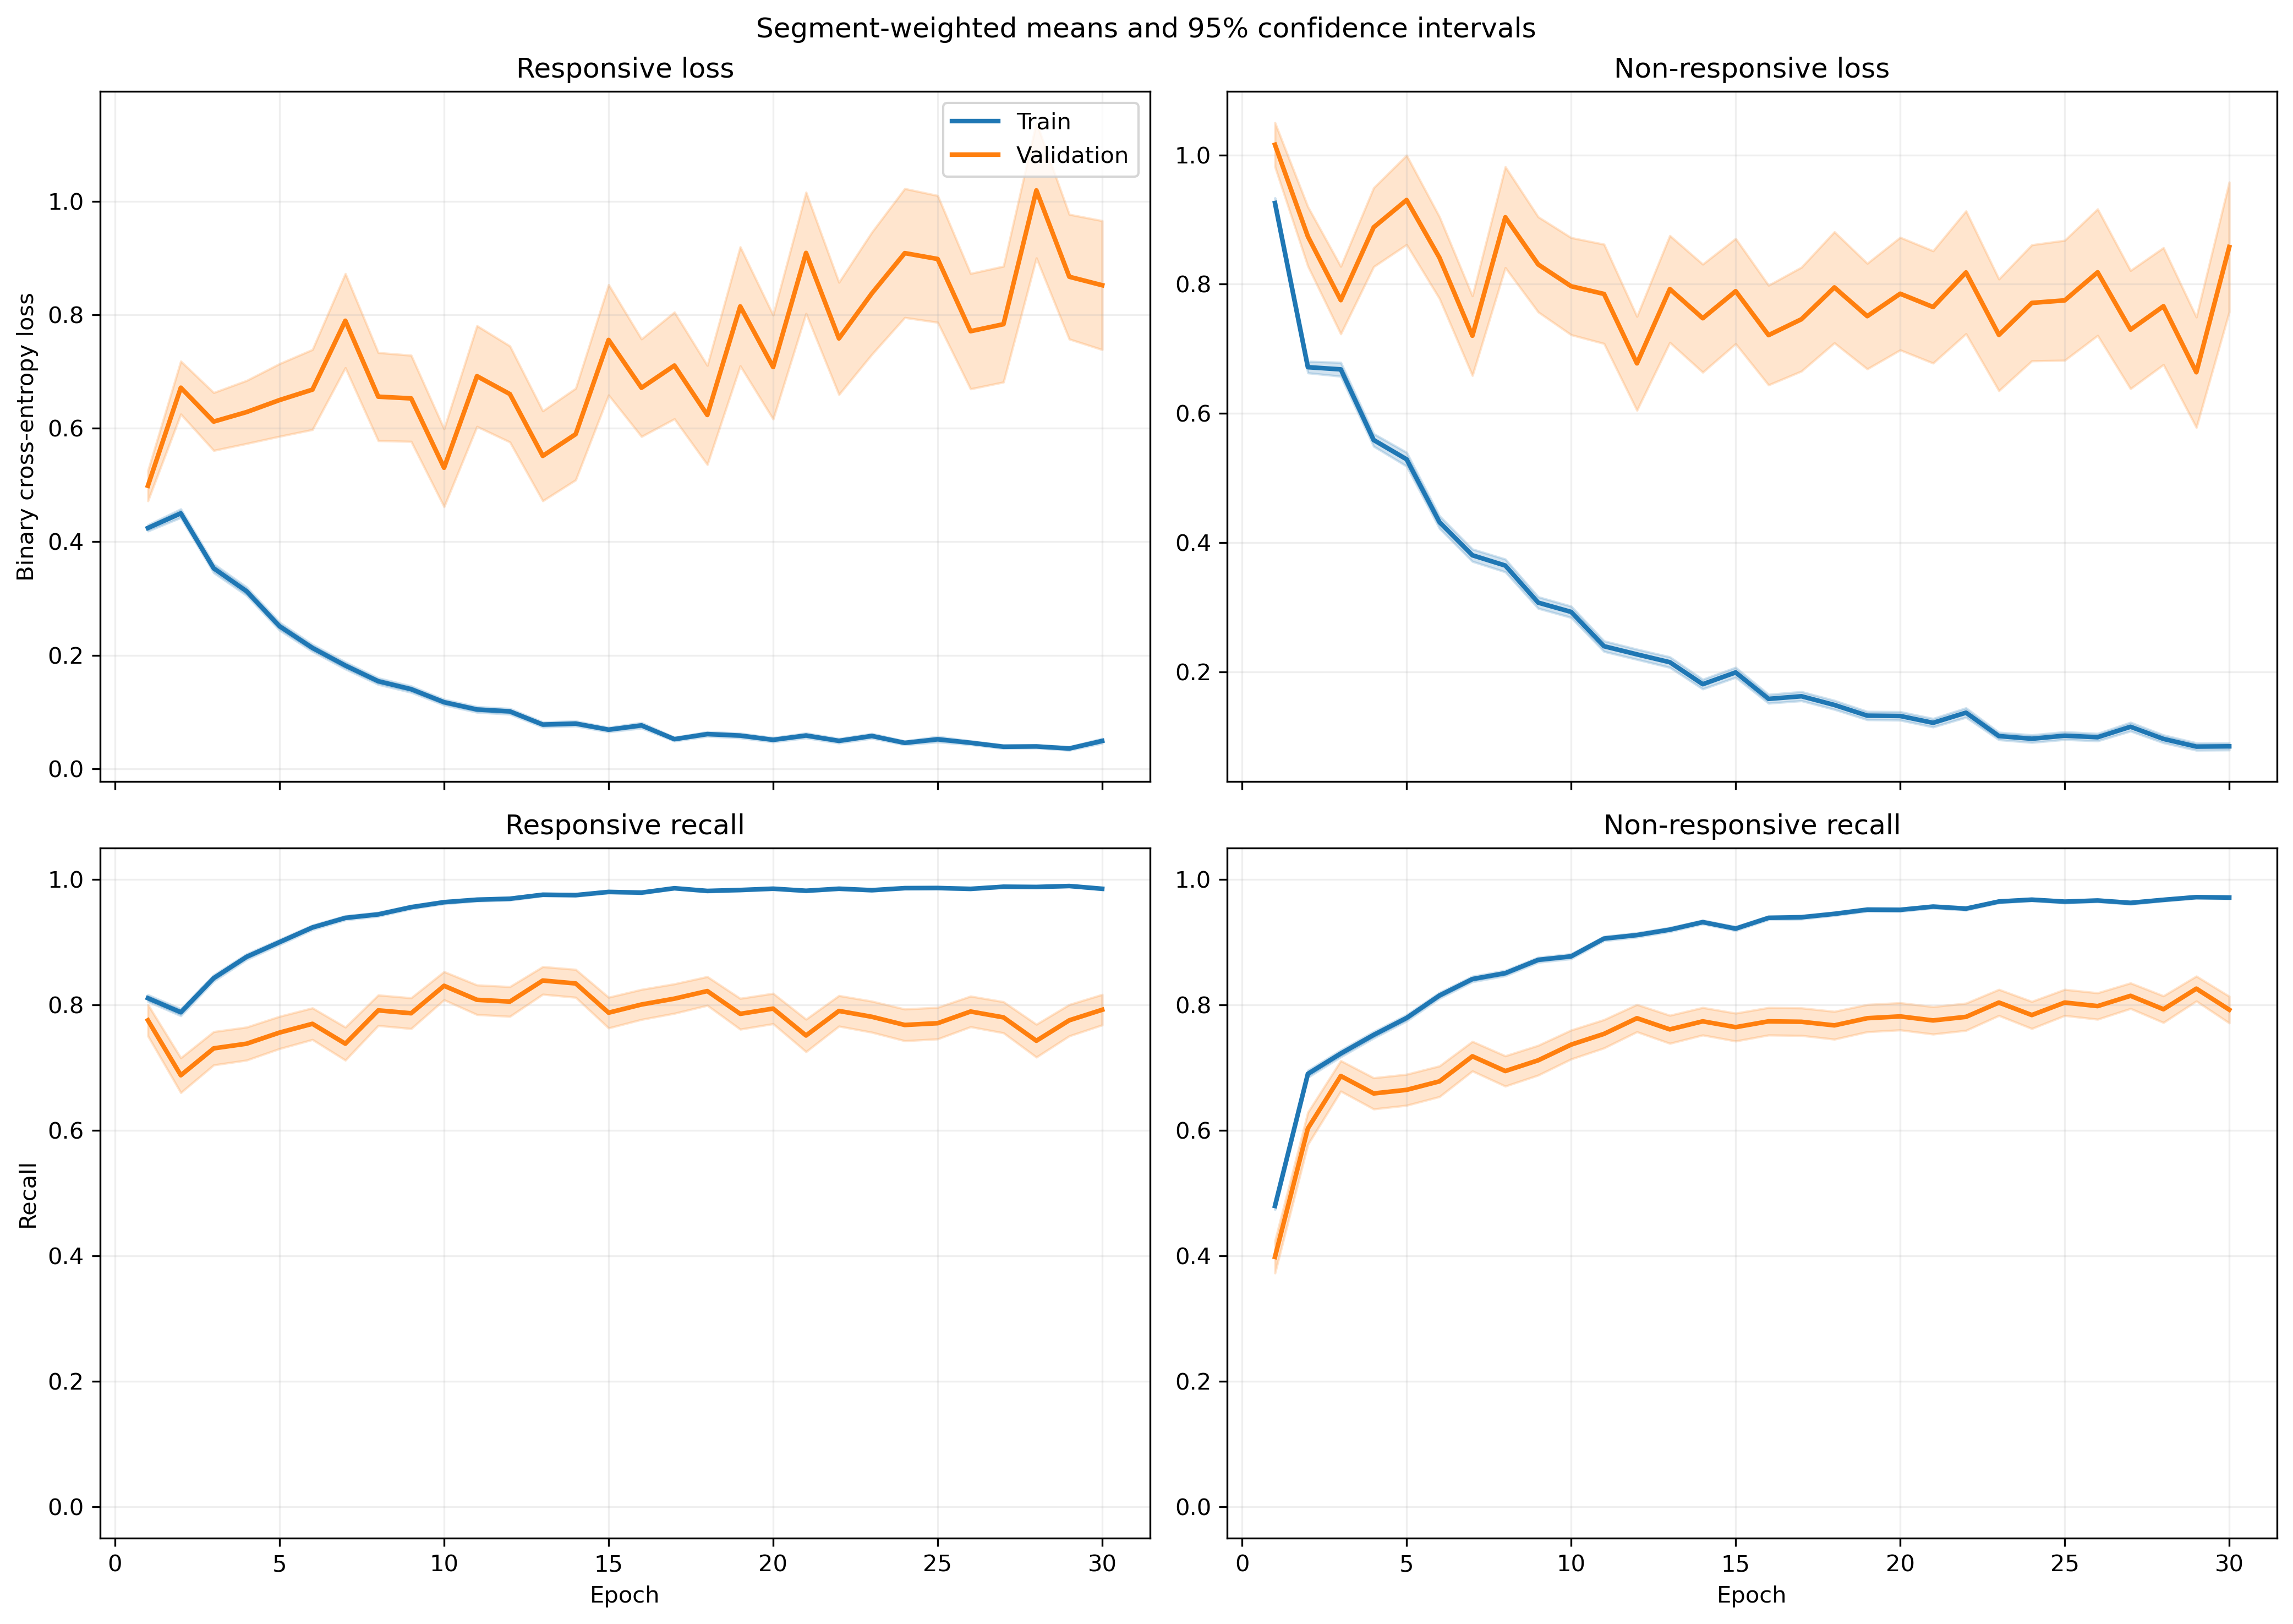 Segment-weighted means and 95% confidence intervals
Responsive loss
Non-responsive loss
Train
Validation
Binary cross-entropy loss
1.0
0.8
0.6
0.4
0.2
0.0
1.0
0.8
0.6
0.4
0.2
Responsive recall
Non-responsive recall
Recall
1.0
0.8
0.6
0.4
0.2
0.0
0 5 10 15 20 25 30
Epoch
1.0
0.8
0.6
0.4
0.2
0.0
0 5 10 15 20 25 30
Epoch